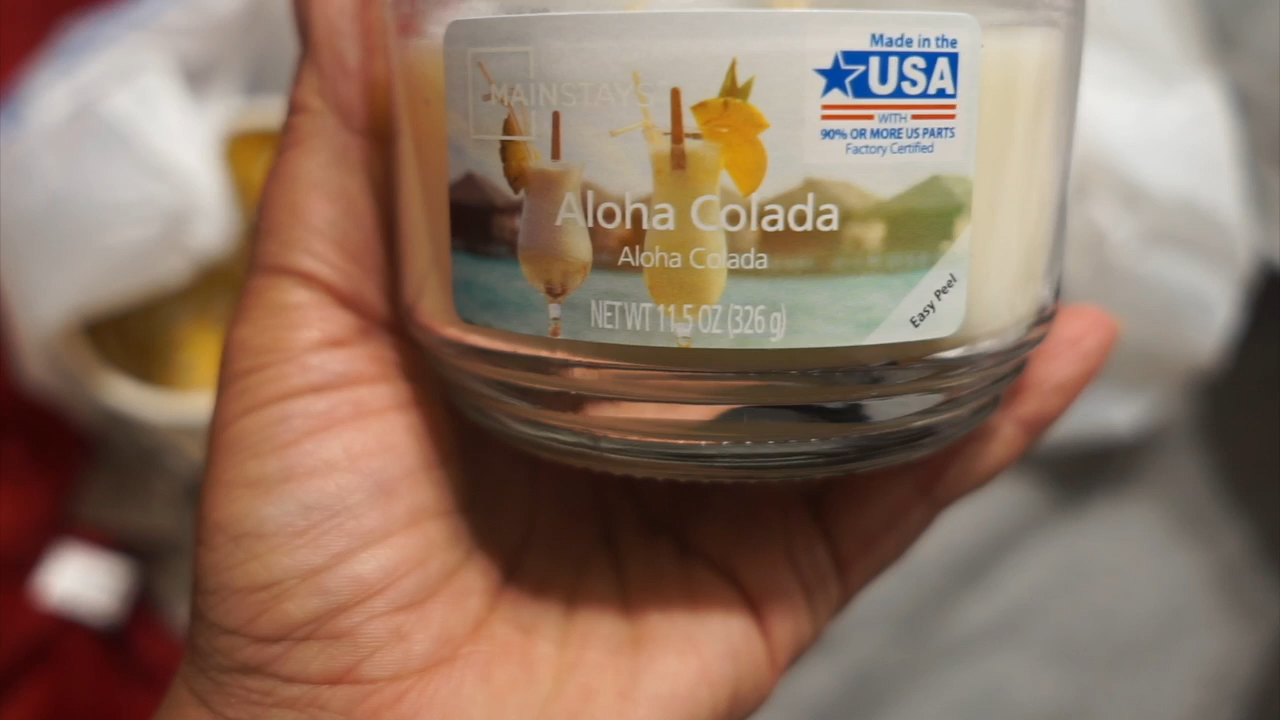 MAINSTAYS
Made in the
USA
WITH
90% OR MORE US PARTS
Factory Certified
Aloha Colada
Aloha Colada
NET WT 11.5 OZ (326 g)
Easy Peel